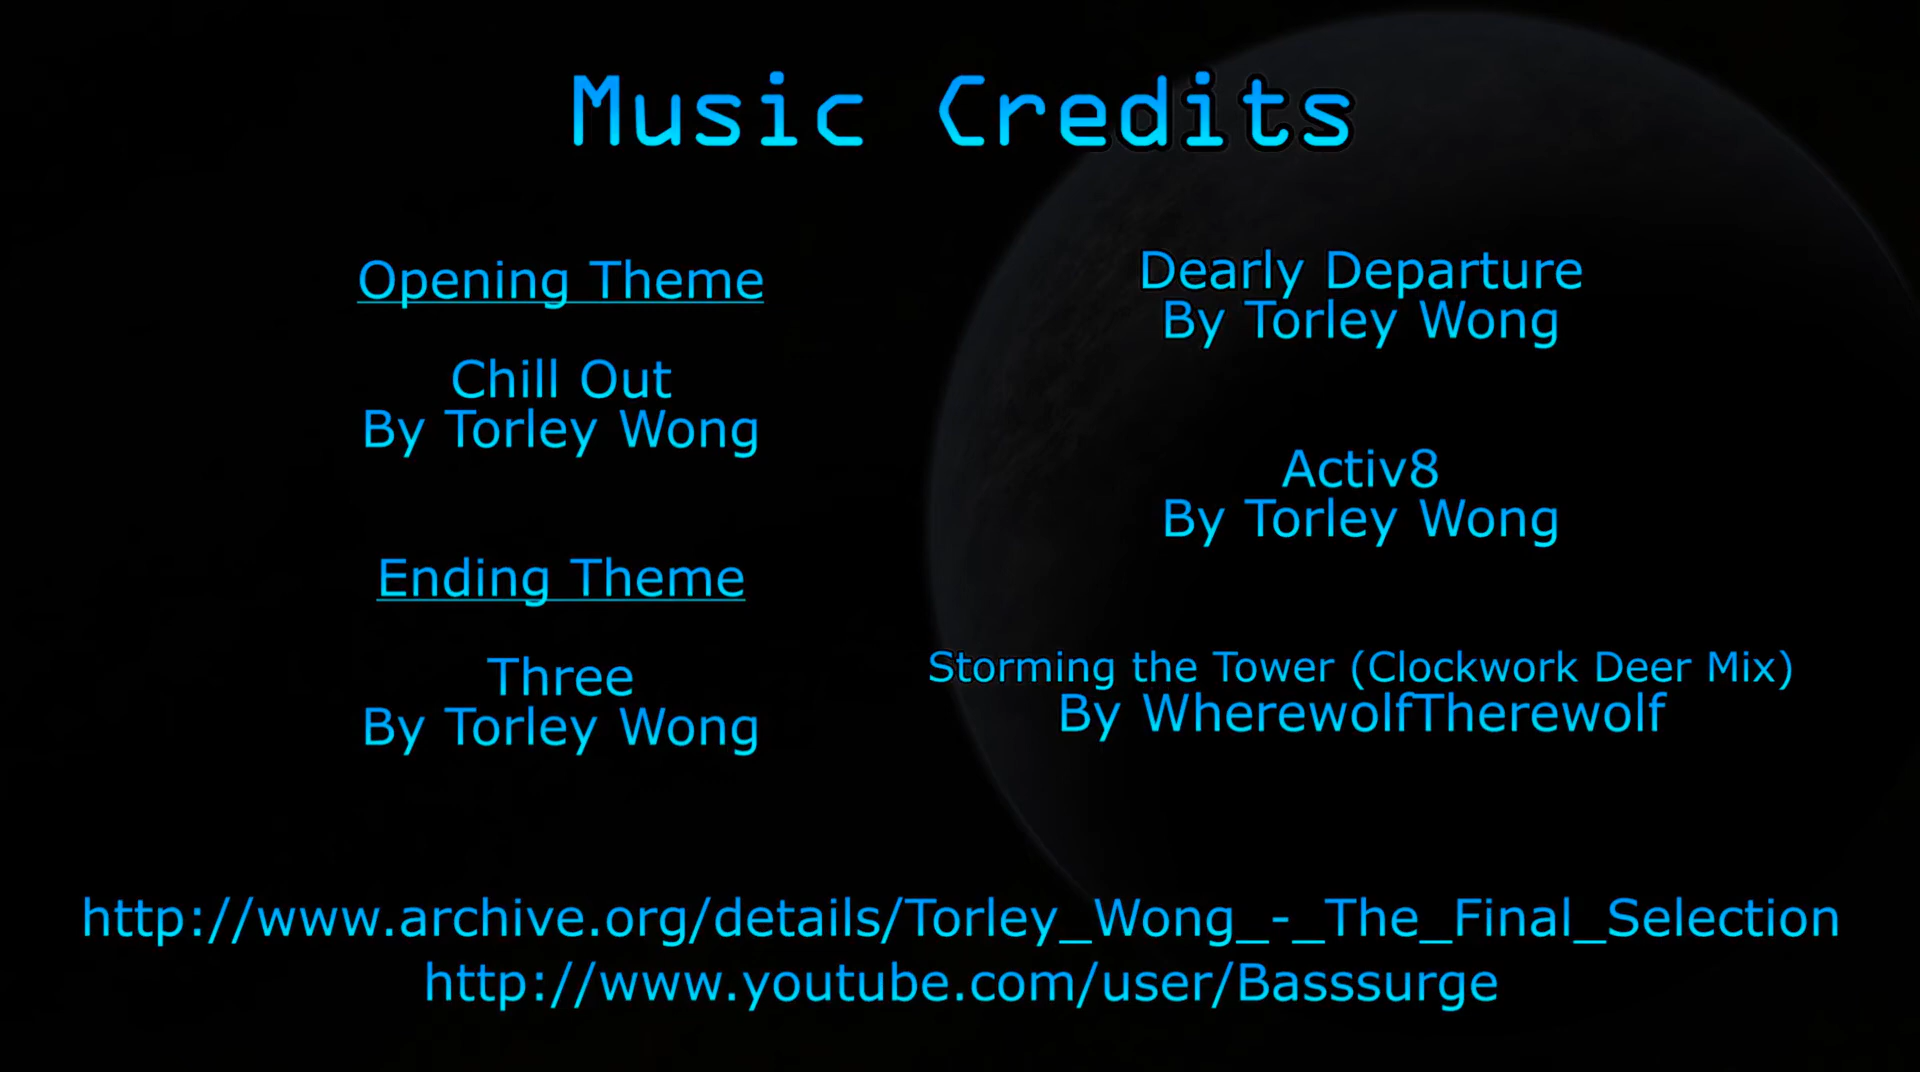 Music Credits
Opening Theme
Chill Out
By Torley Wong
Ending Theme
Three
By Torley Wong
Dearly Departure
By Torley Wong
Activ8
By Torley Wong
Storming the Tower (Clockwork Deer Mix)
By WherewolfTherewolf
http://www.archive.org/details/Torley_Wong_-_The_Final_Selection
http://www.youtube.com/user/Basssurge